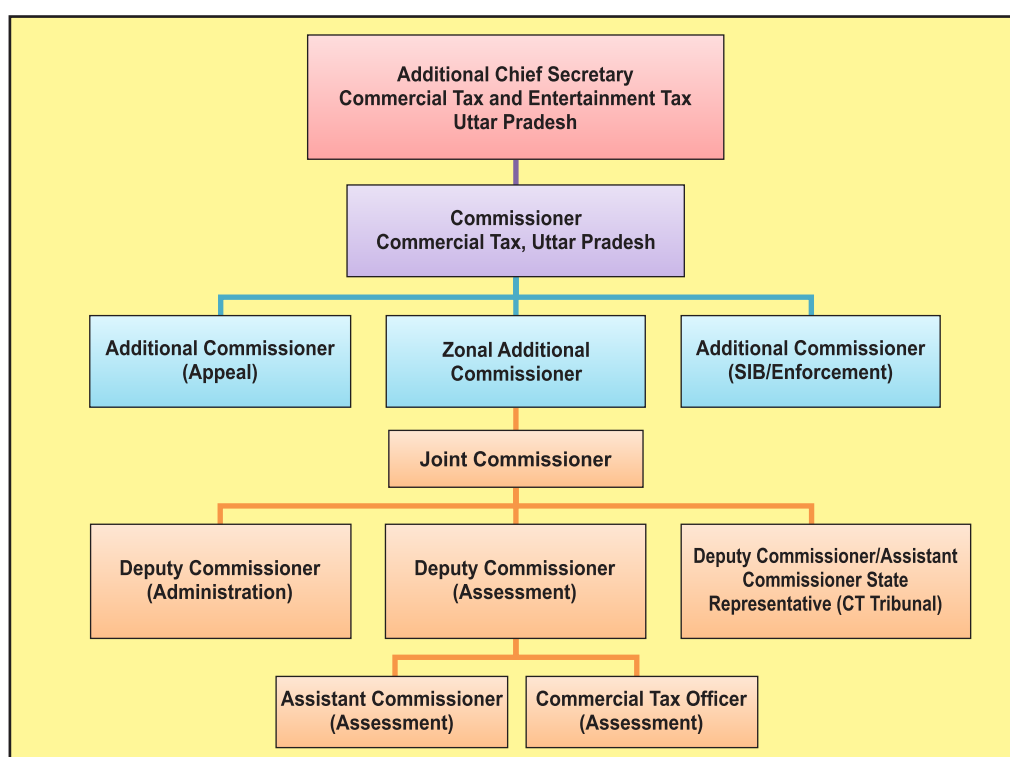 Additional Chief Secretary
Commercial Tax and Entertainment Tax
Uttar Pradesh
Commissioner
Commercial Tax, Uttar Pradesh
Additional Commissioner
(Appeal)
Zonal Additional
Commissioner
Additional Commissioner
(SIB/Enforcement)
Joint Commissioner
Deputy Commissioner
(Administration)
Deputy Commissioner
(Assessment)
Deputy Commissioner/Assistant
Commissioner State
Representative (CT Tribunal)
Assistant Commissioner
(Assessment)
Commercial Tax Officer
(Assessment)